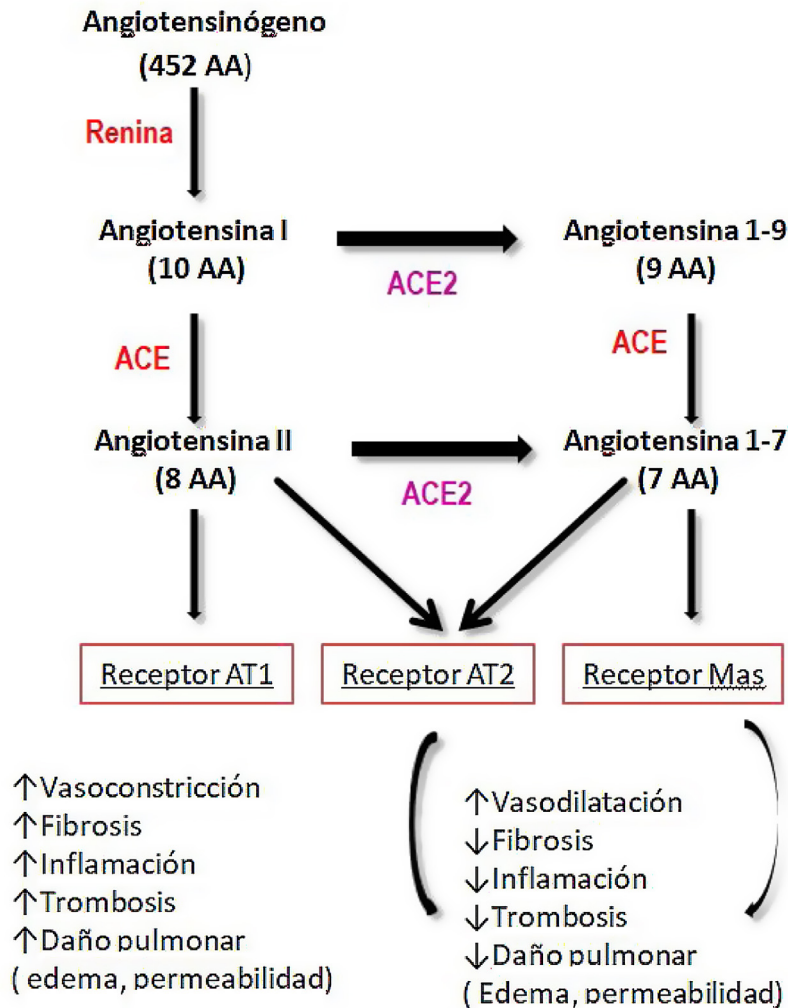 Angiotensinógeno
(452 AA)
Renina
Angiotensina I
(10 AA)
ACE2
Angiotensina 1-9
(9 AA)
ACE
ACE
Angiotensina II
(8 AA)
ACE2
Angiotensina 1-7
(7 AA)
Receptor AT1
Receptor AT2
Receptor Mas
↑Vasoconstricción
↑Fibrosis
↑Inflamación
↑Trombosis
↑Daño pulmonar
( edema, permeabilidad)
↑Vasodilatación
↓Fibrosis
↓Inflamación
↓Trombosis
↓Daño pulmonar
( Edema, permeabilidad)